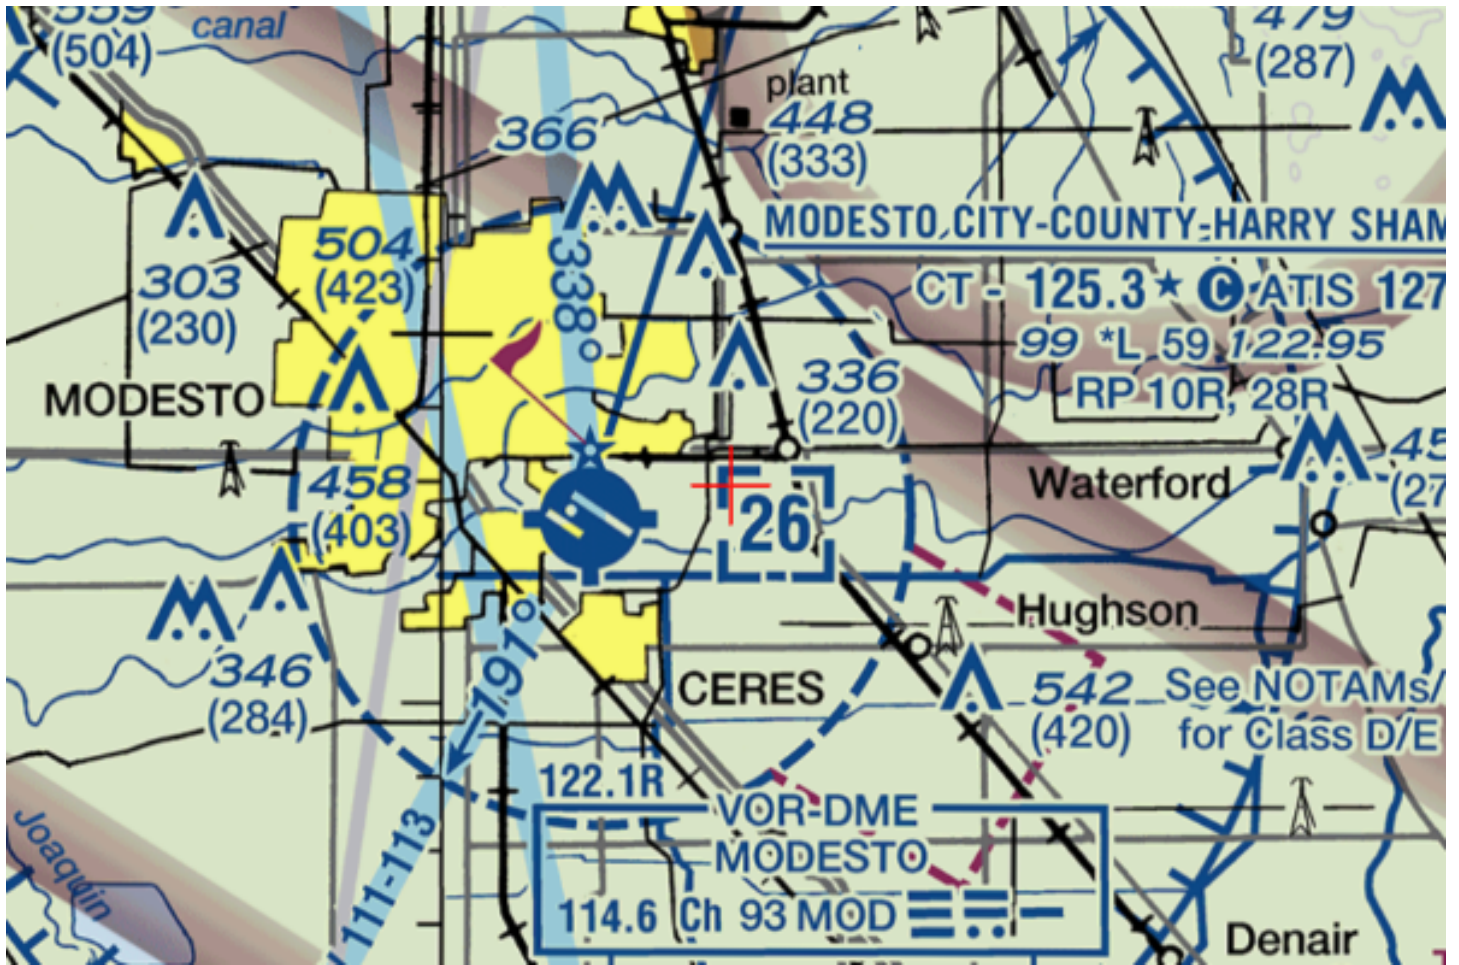 559
(504)
canal
479
(287)
plant
448
(333)
366
MODESTO CITY-COUNTY-HARRY SHAM
504
(423)
338°
303
(230)
CT - 125.3 ★ C ATIS 127
99 *L 59 122.95
RP 10R, 28R
336
(220)
MODESTO
45
(27
Waterford
458
(403)
26
Hughson
191°
346
(284)
CERES
542
(420)
See NOTAMs/
for Class D/E
122.1R
VOR-DME
MODESTO
114.6 Ch 93 MOD
111-113
Joaquin
Denair